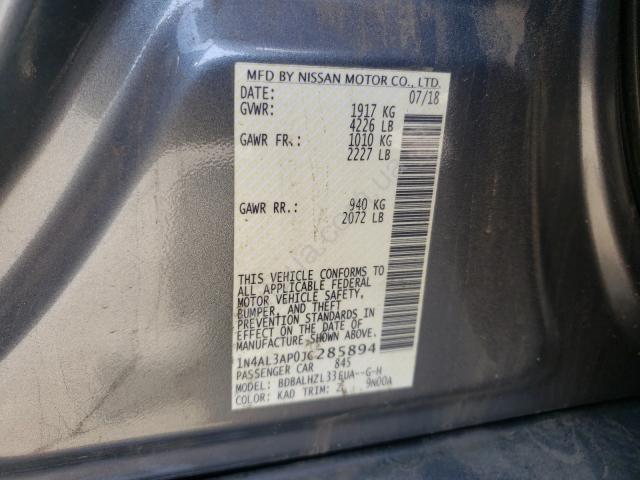 MFD BY NISSAN MOTOR CO., LTD.
DATE: 07/18
GVWR: 1917 KG
4226 LB
GAWR FR.: 1010 KG
2227 LB
GAWR RR.: 940 KG
2072 LB
THIS VEHICLE CONFORMS TO
ALL APPLICABLE FEDERAL
MOTOR VEHICLE SAFETY,
BUMPER, AND THEFT
PREVENTION STANDARDS IN
EFFECT ON THE DATE OF
MANUFACTURE SHOWN ABOVE.
1N4AL3AP0JC285894
PASSENGER CAR 845
MODEL: BDBALHZL33EUA--G-H
COLOR: KAD TRIM: 9N00A